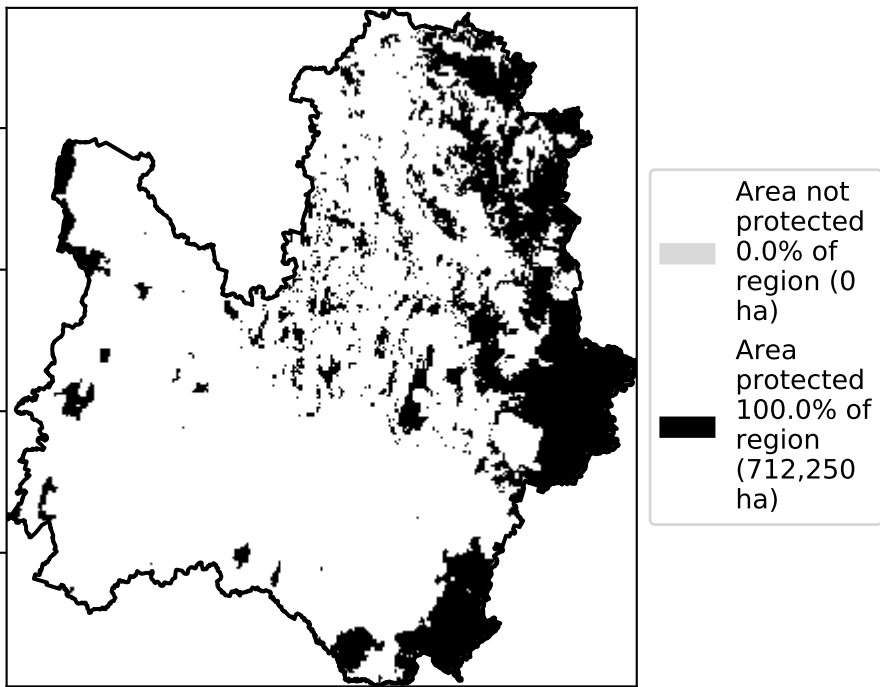 Area not
protected
0.0% of
region (0
ha)
Area
protected
100.0% of
region
(712,250
ha)